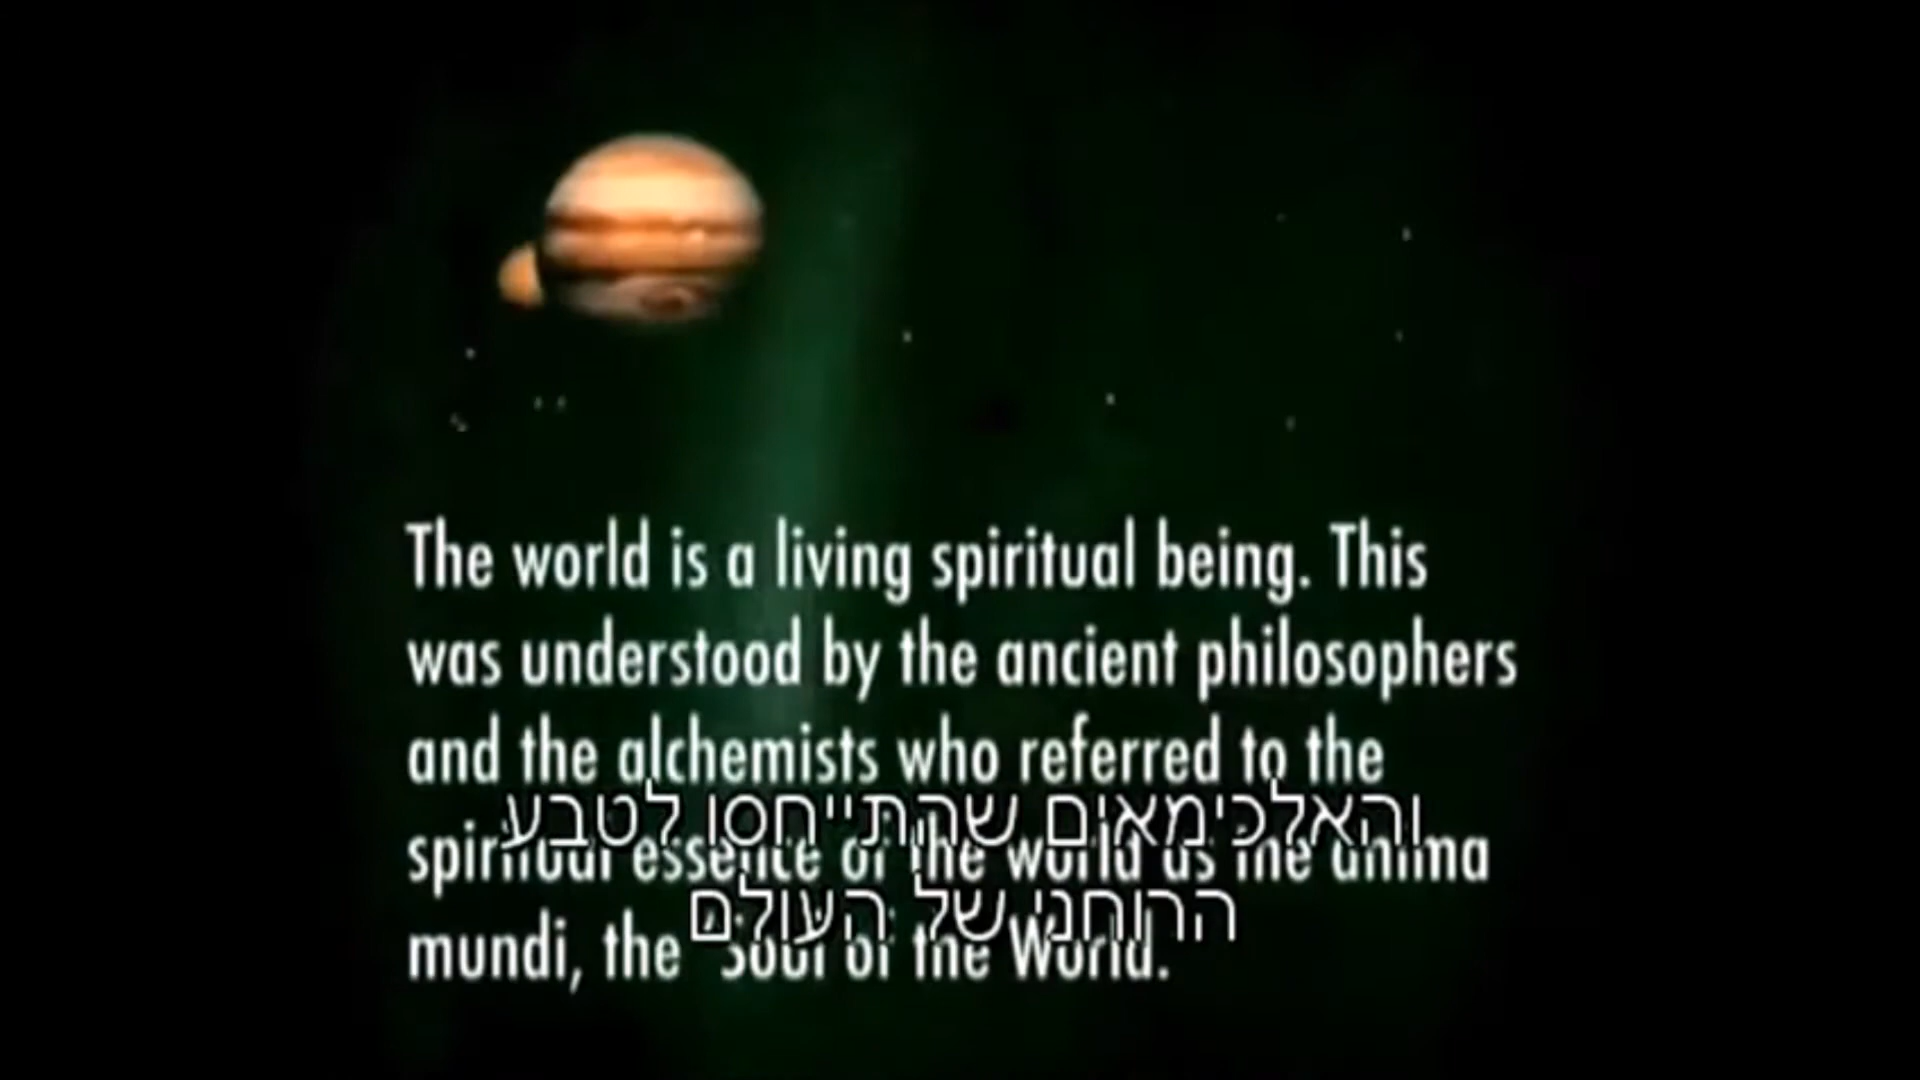 The world is a living spiritual being. This
was understood by the ancient philosophers
and the alchemists who referred to the
spiritual essence of the world as the anima
mundi, the "Soul of the World.
והאלכימאים שהתייחסו לטבע
הרוחני של העולם